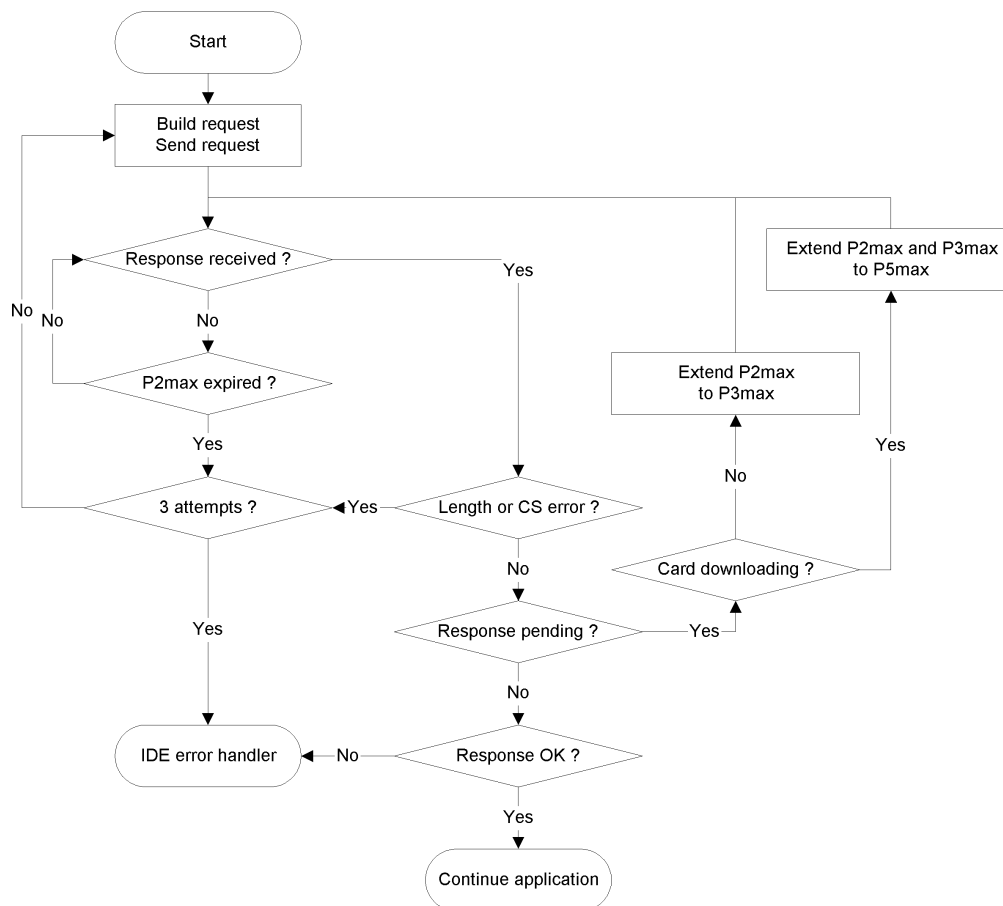 Start
Build request
Send request
Response received ?
Yes
Extend P2max and P3max
to P5max
No
No
No
P2max expired ?
Extend P2max
to P3max
Yes
Yes
No
3 attempts ?
Yes
Length or CS error ?
No
Card downloading ?
Yes
Response pending ?
Yes
No
IDE error handler
No
Response OK ?
Yes
Continue application